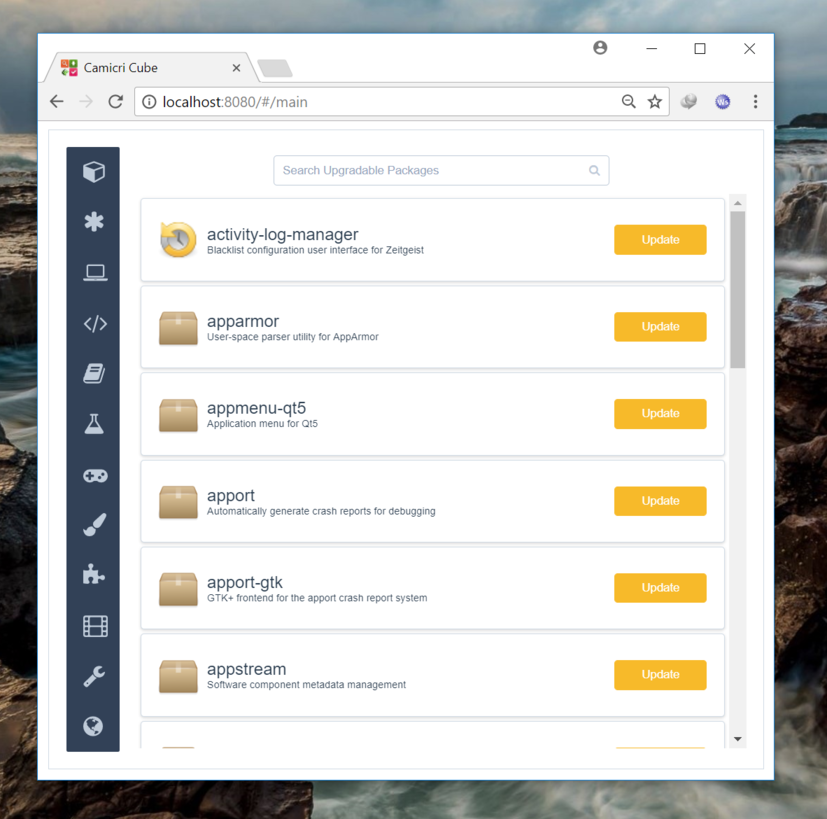 Camicri Cube
localhost:8080/#/main
Search Upgradable Packages
activity-log-manager
Blacklist configuration user interface for Zeitgeist
Update
apparmor
User-space parser utility for AppArmor
Update
appmenu-qt5
Application menu for Qt5
Update
apport
Automatically generate crash reports for debugging
Update
apport-gtk
GTK+ frontend for the apport crash report system
Update
appstream
Software component metadata management
Update